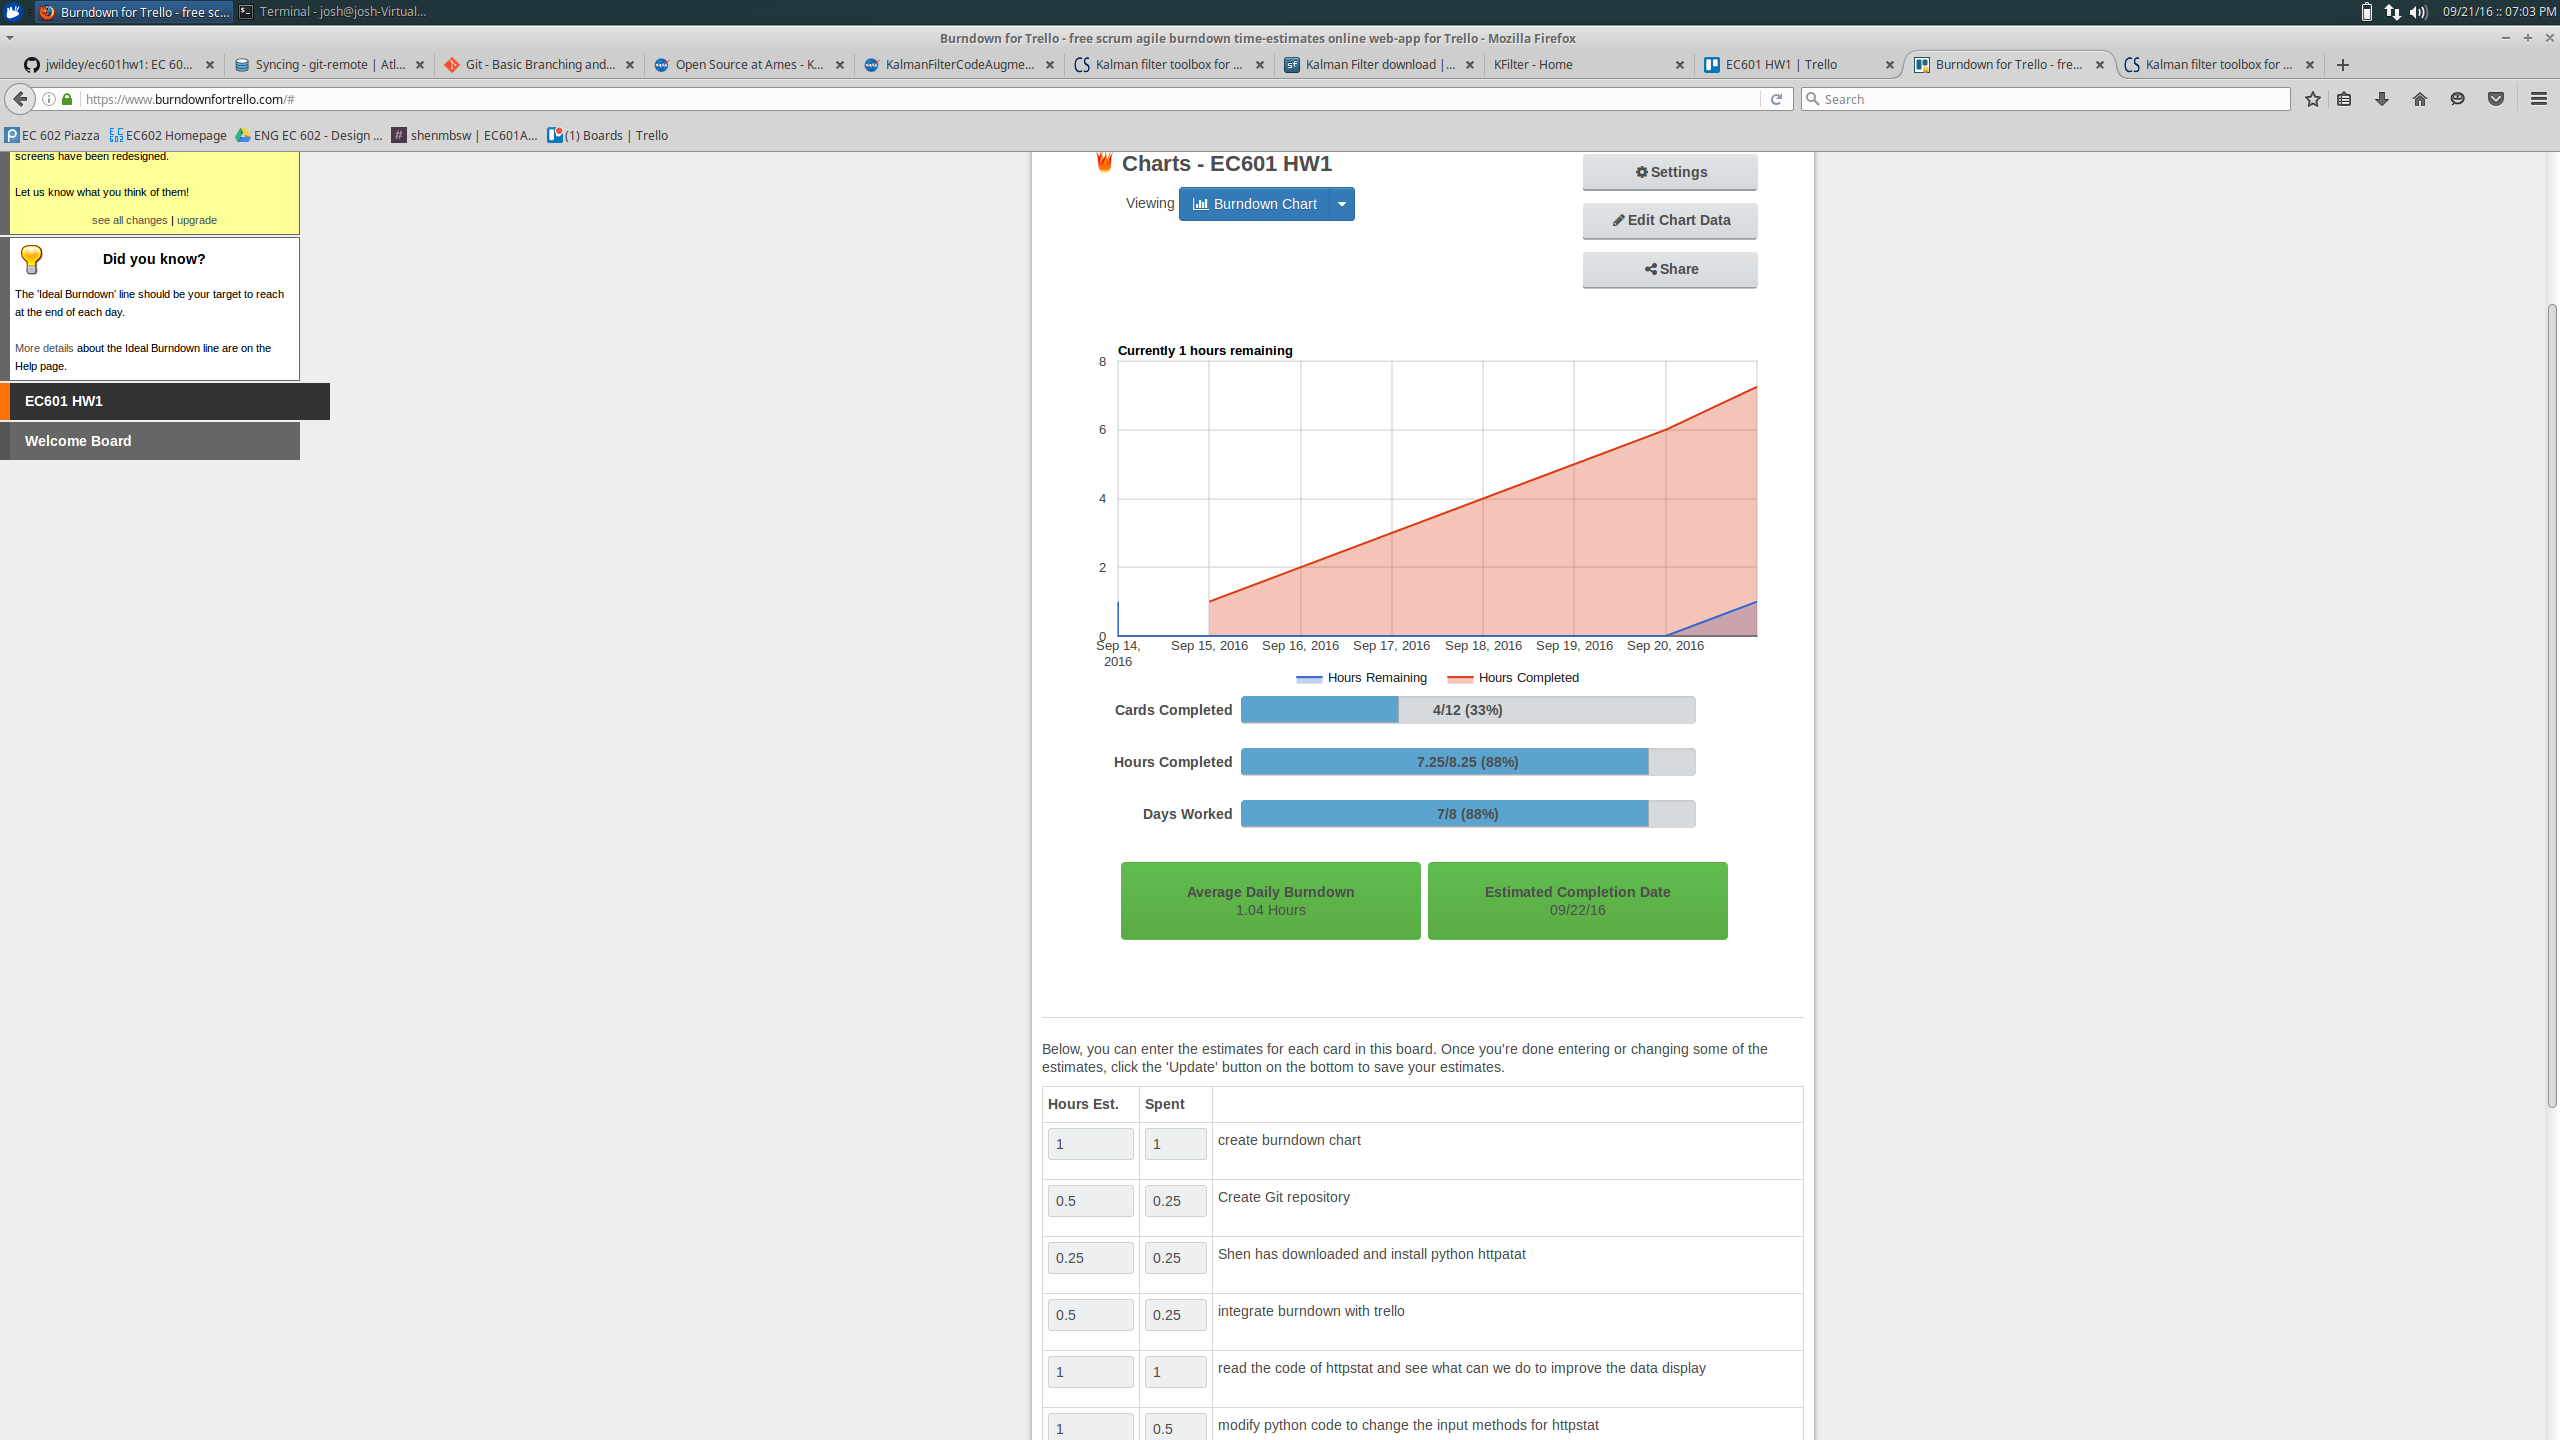 Burndown for Trello - free sc...
Terminal - josh@josh-Virtual...
09/21/16 :: 07:03 PM
Burndown for Trello - free scrum agile burndown time-estimates online web-app for Trello - Mozilla Firefox
jwildey/ec601hw1: EC 60...
Syncing - git-remote | Atl...
Git - Basic Branching and...
Open Source at Ames - K...
KalmanFilterCodeAugme...
Kalman filter toolbox for ...
Kalman Filter download |...
KFilter - Home
EC601 HW1 | Trello
Burndown for Trello - fre...
Kalman filter toolbox for ...
https://www.burndownfortrello.com/#
Search
EC 602 Piazza
EC602 Homepage
ENG EC 602 - Design ...
shenmbsw | EC601A...
(1) Boards | Trello
screens have been redesigned.
Let us know what you think of them!
see all changes | upgrade
Did you know?
The 'Ideal Burndown' line should be your target to reach
at the end of each day.
More details about the Ideal Burndown line are on the
Help page.
EC601 HW1
Welcome Board
Charts - EC601 HW1
Viewing
Burndown Chart
Settings
Edit Chart Data
Share
Currently 1 hours remaining
8
6
4
2
0
Sep 14,
2016
Sep 15, 2016
Sep 16, 2016
Sep 17, 2016
Sep 18, 2016
Sep 19, 2016
Sep 20, 2016
Hours Remaining
Hours Completed
Cards Completed
4/12 (33%)
Hours Completed
7.25/8.25 (88%)
Days Worked
7/8 (88%)
Average Daily Burndown
1.04 Hours
Estimated Completion Date
09/22/16
Below, you can enter the estimates for each card in this board. Once you're done entering or changing some of the
estimates, click the 'Update' button on the bottom to save your estimates.
Hours Est. Spent
1 1 create burndown chart
0.5 0.25 Create Git repository
0.25 0.25 Shen has downloaded and install python httpatat
0.5 0.25 integrate burndown with trello
1 1 read the code of httpstat and see what can we do to improve the data display
1 0.5 modify python code to change the input methods for httpstat